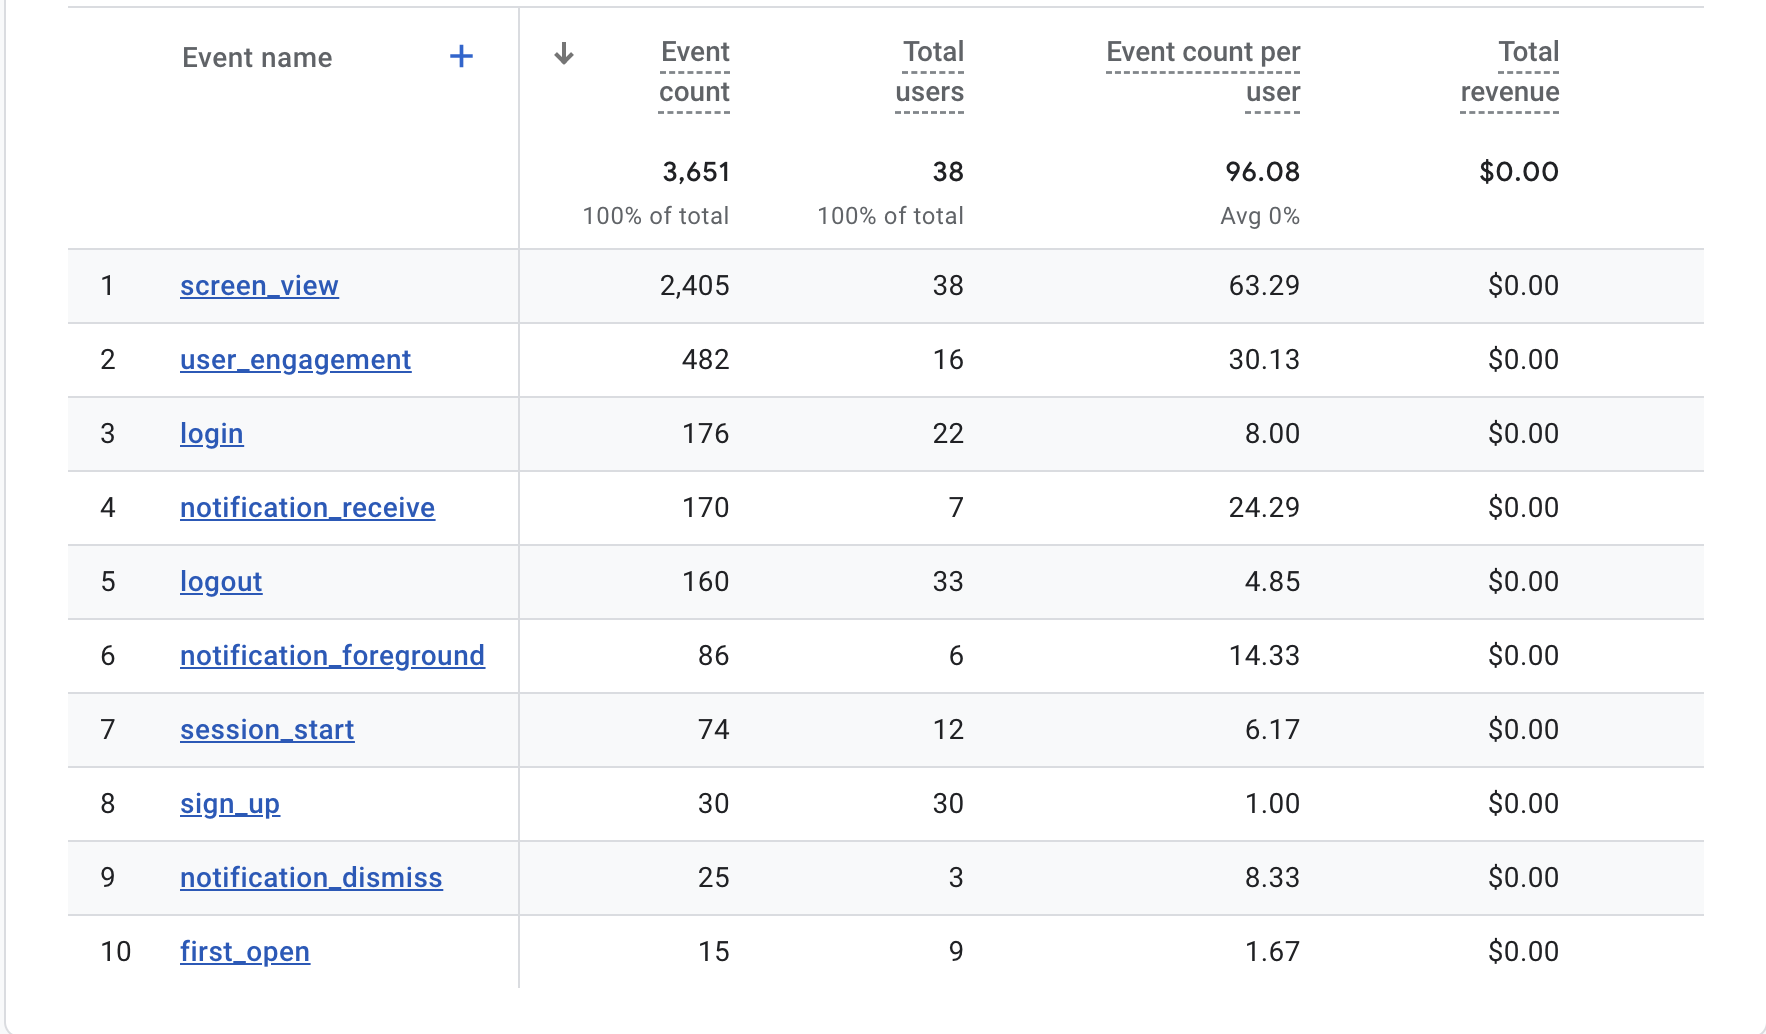 Event name + ↓ Event count Total users Event count per user Total revenue
3,651 38 96.08 $0.00
100% of total 100% of total Avg 0%
1 screen_view 2,405 38 63.29 $0.00
2 user_engagement 482 16 30.13 $0.00
3 login 176 22 8.00 $0.00
4 notification_receive 170 7 24.29 $0.00
5 logout 160 33 4.85 $0.00
6 notification_foreground 86 6 14.33 $0.00
7 session_start 74 12 6.17 $0.00
8 sign_up 30 30 1.00 $0.00
9 notification_dismiss 25 3 8.33 $0.00
10 first_open 15 9 1.67 $0.00